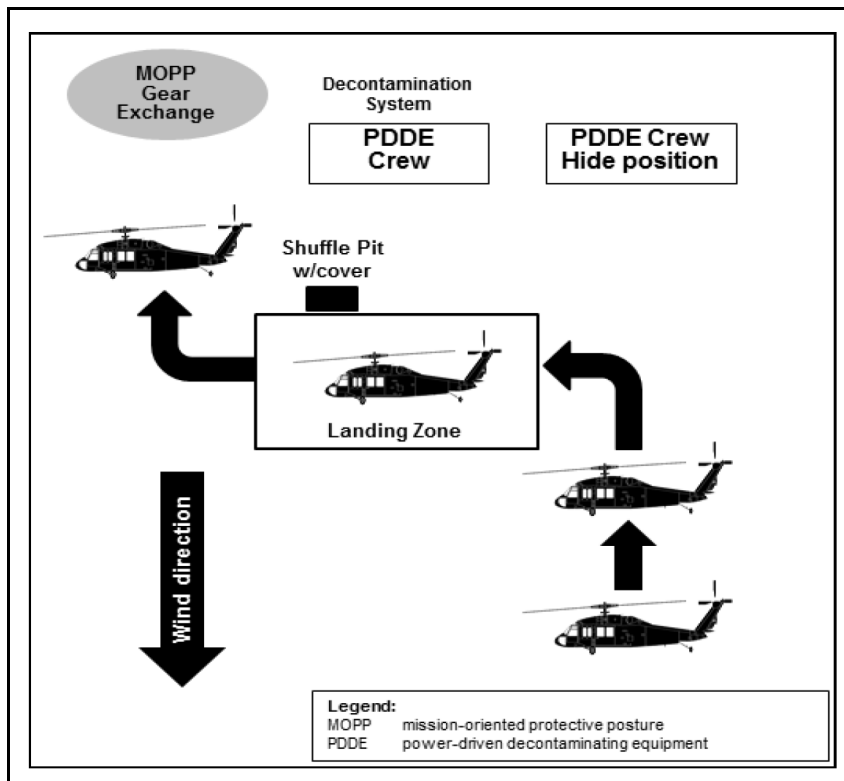 MOPP
Gear
Exchange
Decontamination
System
PDDE
Crew
PDDE Crew
Hide position
Shuffle Pit
w/cover
Landing Zone
Wind direction
Legend:
MOPP mission-oriented protective posture
PDDE power-driven decontaminating equipment